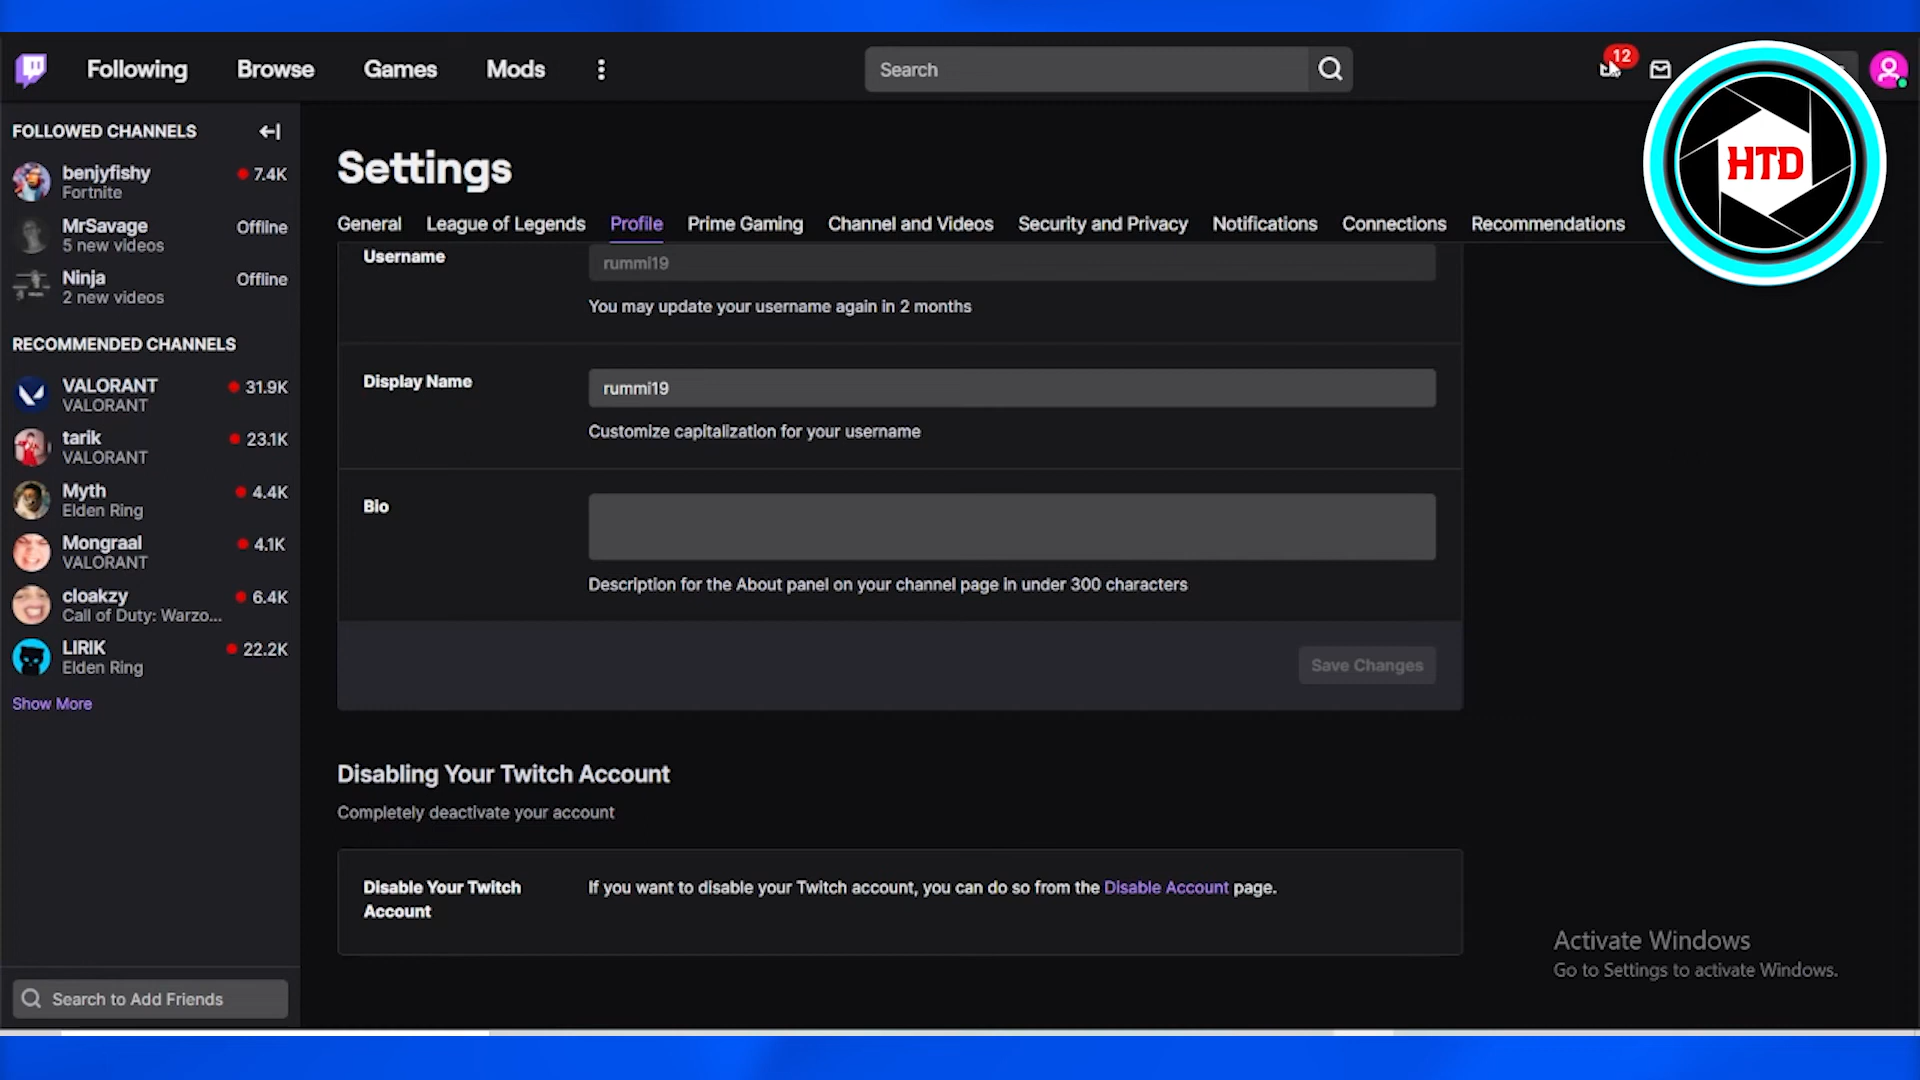 Following
Browse
Games
Mods
Search
12
HTD
FOLLOWED CHANNELS
benjyfishy
7.4K
Fortnite
MrSavage
Offline
5 new videos
Ninja
Offline
2 new videos
RECOMMENDED CHANNELS
VALORANT
31.9K
VALORANT
tarik
23.1K
VALORANT
Myth
4.4K
Elden Ring
Mongraal
4.1K
VALORANT
cloakzy
6.4K
Call of Duty: Warzo...
LIRIK
22.2K
Elden Ring
Show More
Search to Add Friends
Settings
General League of Legends Profile Prime Gaming Channel and Videos Security and Privacy Notifications Connections Recommendations
Username
rummi19
You may update your username again in 2 months
Display Name
rummi19
Customize capitalization for your username
Bio
Description for the About panel on your channel page in under 300 characters
Save Changes
Disabling Your Twitch Account
Completely deactivate your account
Disable Your Twitch
Account
If you want to disable your Twitch account, you can do so from the Disable Account page.
Activate Windows
Go to Settings to activate Windows.